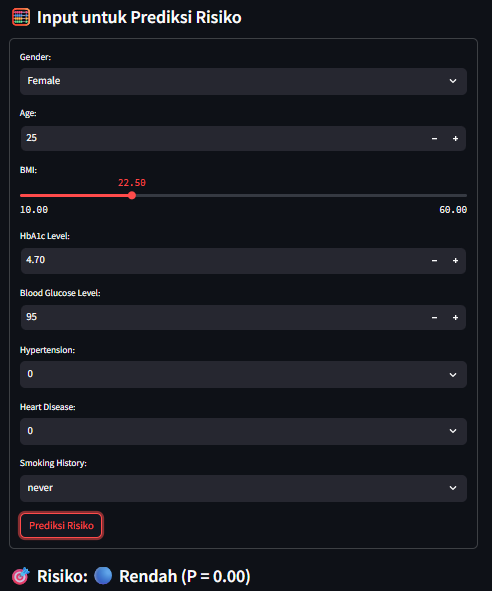 Input untuk Prediksi Risiko
Gender:
Female
Age:
25
BMI:
22.50
10.00 60.00
HbA1c Level:
4.70
Blood Glucose Level:
95
Hypertension:
0
Heart Disease:
0
Smoking History:
never
Prediksi Risiko
Risiko: Rendah (P = 0.00)